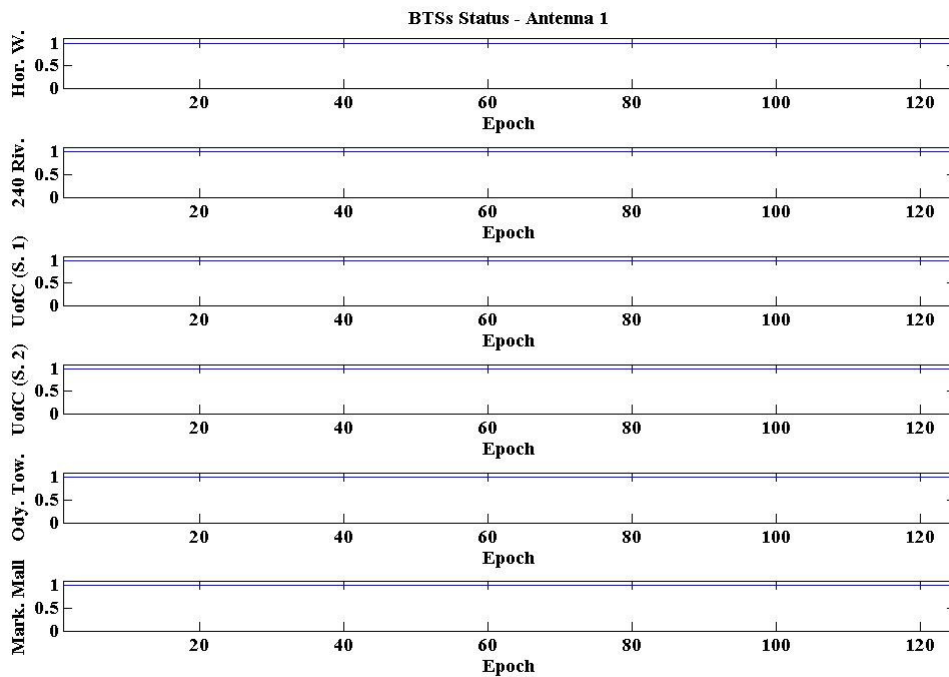 BTSs Status - Antenna 1
Hor. W.
1
0.5
0
20 40 60 80 100 120
Epoch
240 Riv.
1
0.5
0
20 40 60 80 100 120
Epoch
UofC (S. 1)
1
0.5
0
20 40 60 80 100 120
Epoch
UofC (S. 2)
1
0.5
0
20 40 60 80 100 120
Epoch
Ody. Tow.
1
0.5
0
20 40 60 80 100 120
Epoch
Mark. Mall
1
0.5
0
20 40 60 80 100 120
Epoch